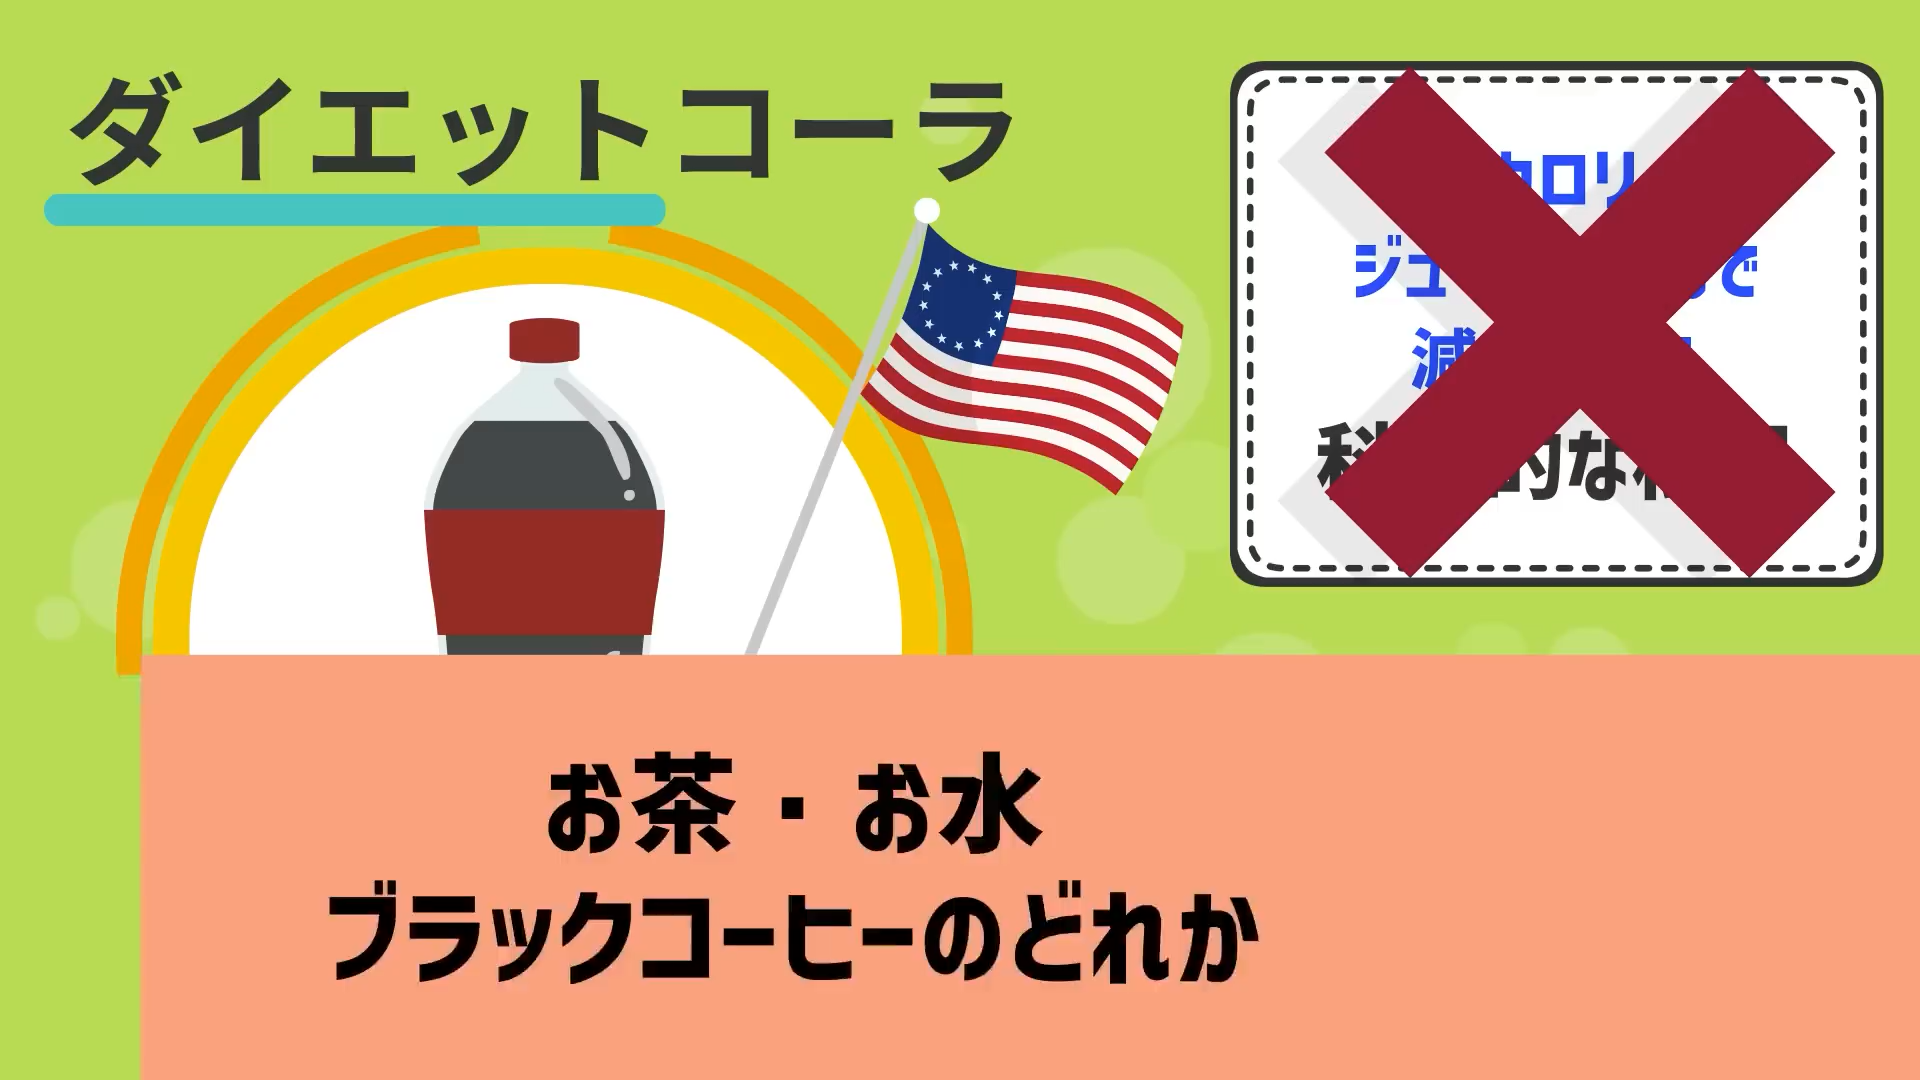 ダイエットコーラ
カロリ
ジュ で
減
科 的な
お茶・お水
ブラックコーヒーのどれか